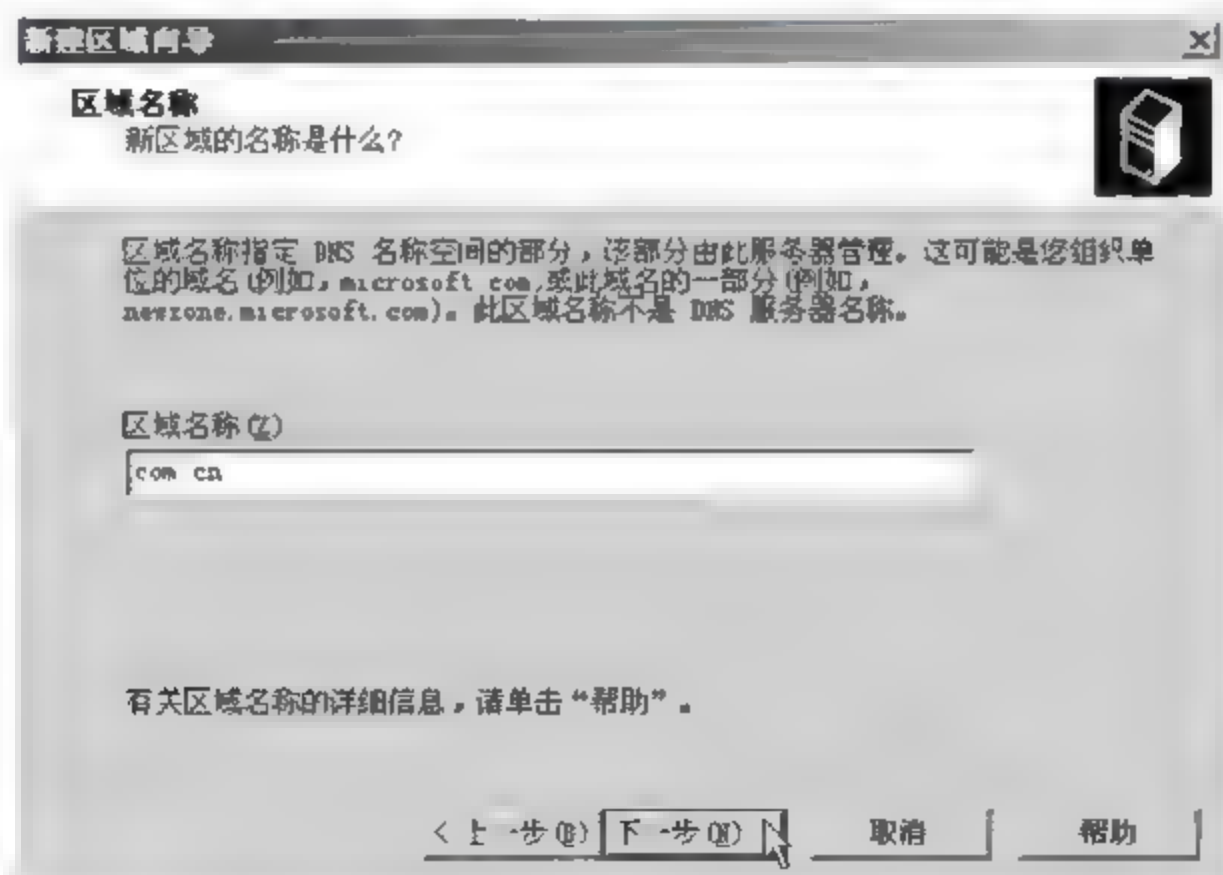 新建区域向导
区域名称
新区域的名称是什么?
区域名称指定 DNS 名称空间的部分,该部分由此服务器管理。这可能是您组织单
位的域名(例如,microsoft.com,或此域名的一部分(例如,
newzone.microsoft.com)。此区域名称不是 DNS 服务器名称。
区域名称(Z)
com cn
有关区域名称的详细信息,请单击“帮助”。
< 上一步(B) 下一步(N) 取消 帮助